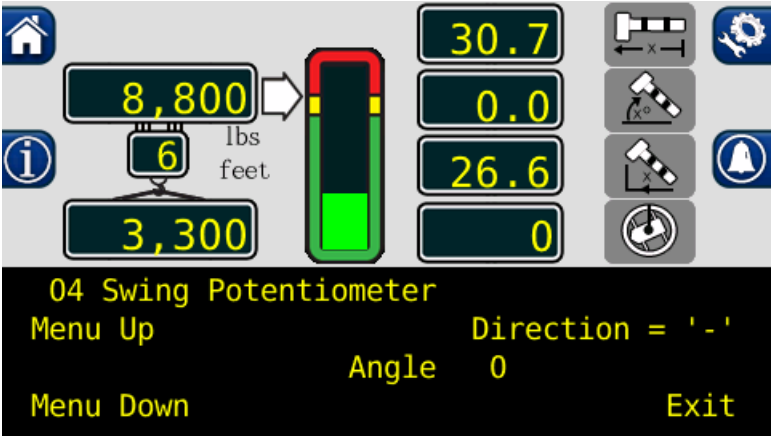 30.7
8,800
0.0
6
lbs
feet
26.6
3,300
0
x
x°
x
04 Swing Potentiometer
Menu Up
Direction = '-'
Angle 0
Menu Down
Exit